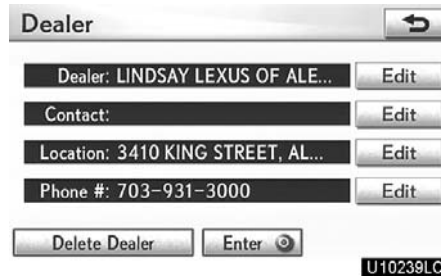 Dealer
Dealer: LINDSAY LEXUS OF ALE... Edit
Contact: Edit
Location: 3410 KING STREET, AL... Edit
Phone #: 703-931-3000 Edit
Delete Dealer Enter
U10239LC